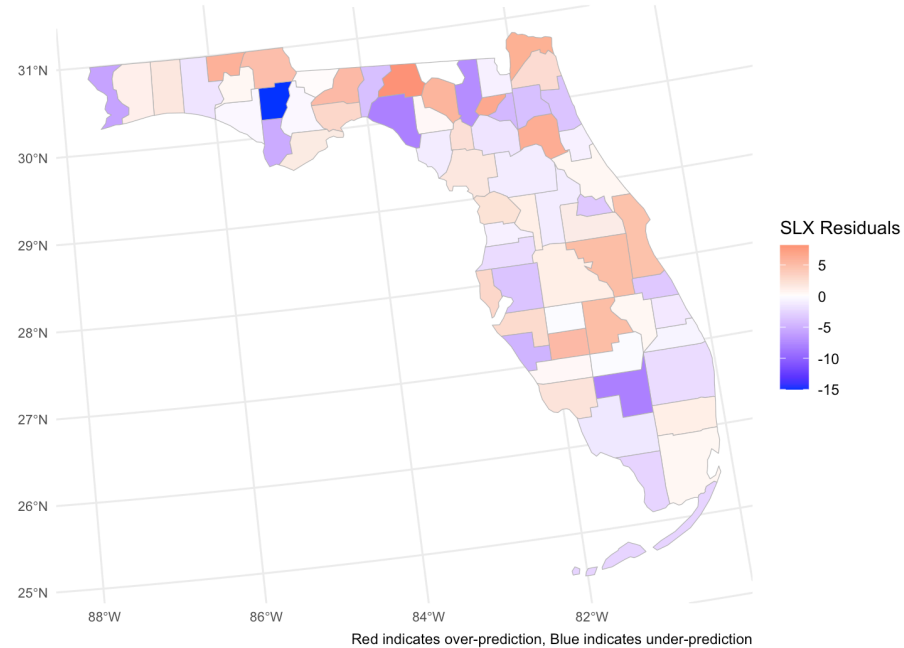 31°N
30°N
29°N
28°N
27°N
26°N
25°N
88°W
86°W
84°W
82°W
SLX Residuals
5
0
-5
-10
-15
Red indicates over-prediction, Blue indicates under-prediction